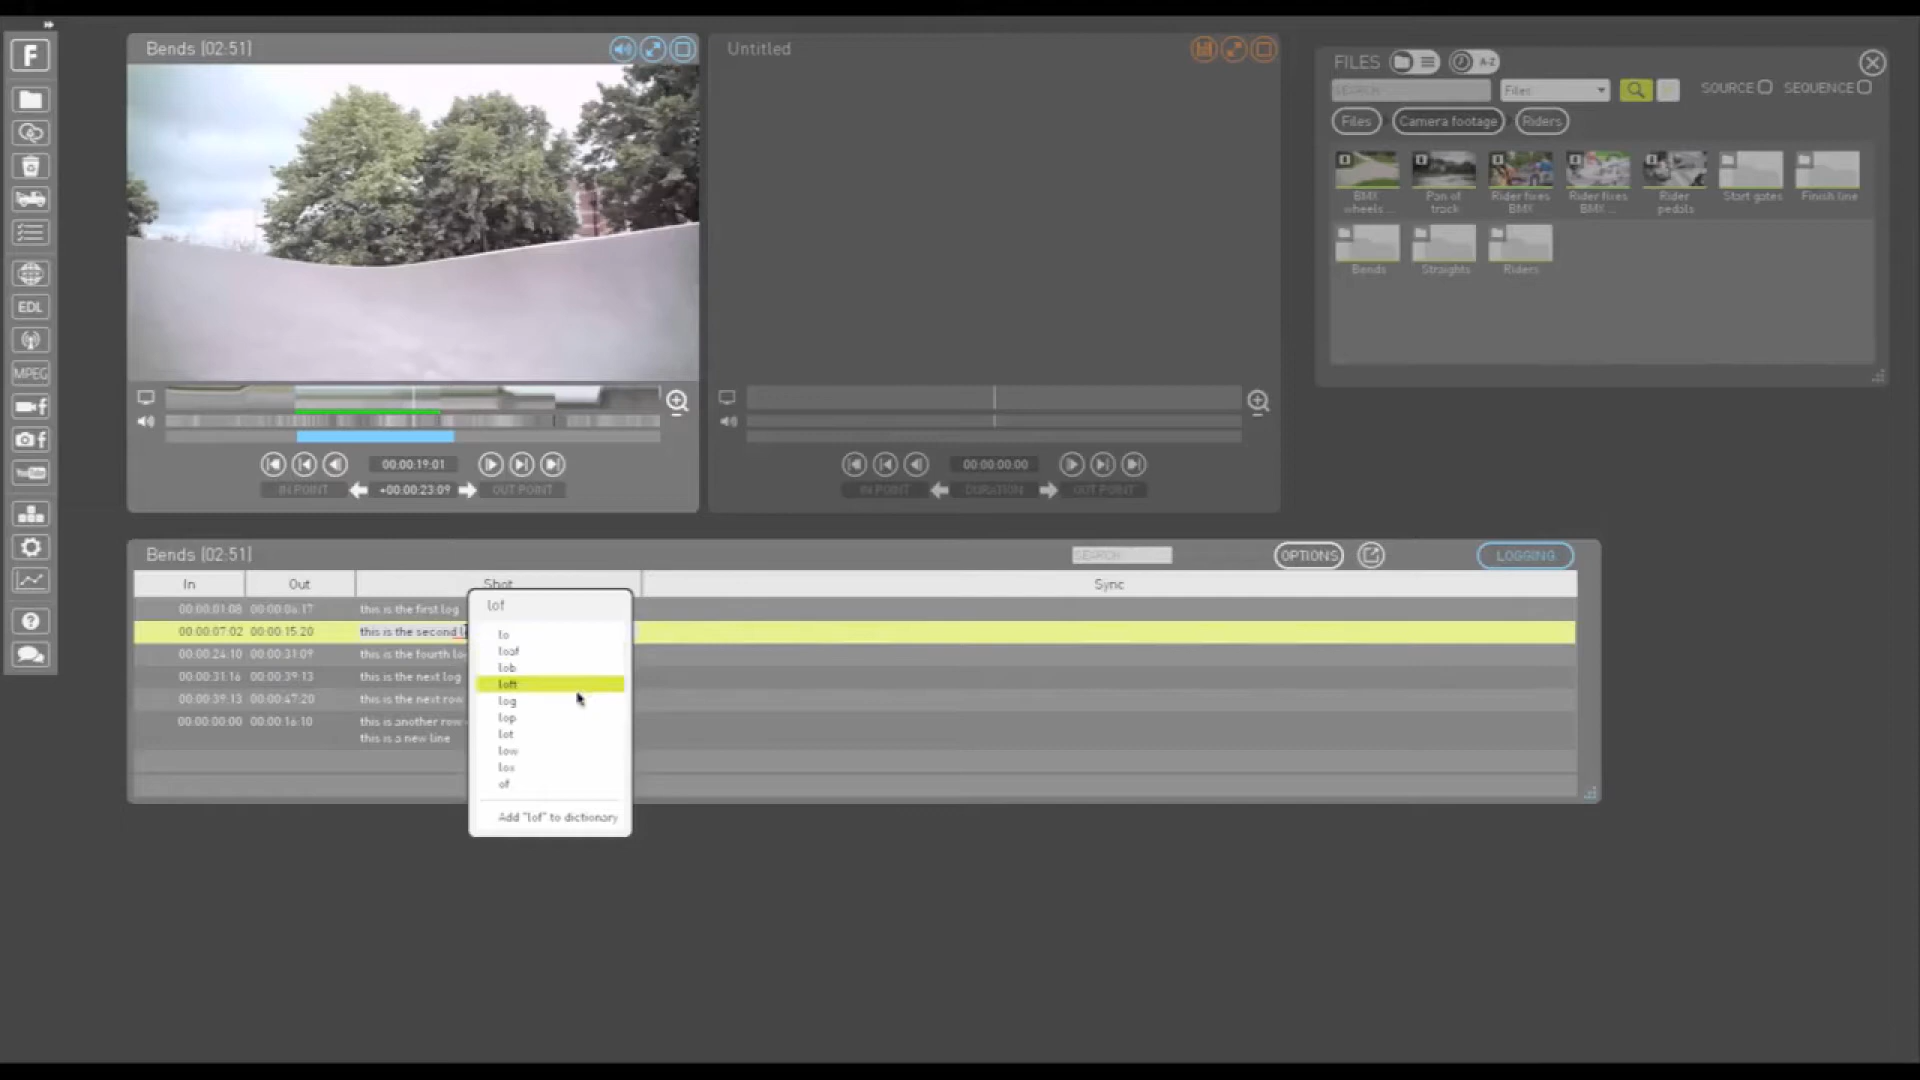 F
EDL
MPEG
f
f
YouTube
?
Bends [02:51]
00:00:19:01
IN POINT
+00:00:23:09
OUT POINT
Untitled
00:00:00:00
IN POINT
DURATION
OUT POINT
FILES
A-Z
SEARCH
Files
SOURCE
SEQUENCE
Files
Camera footage
Riders
BMX wheels...
Pan of track
Rider fixes BMX
Rider fixes BMX ...
Rider pedals
Start gates
Finish line
Bends
Straights
Riders
Bends [02:51]
SEARCH
OPTIONS
LOGGING
In
Out
Shot
Sync
00:00:01:08 00:00:06:17 this is the first log
00:00:07:02 00:00:15:20 this is the second
00:00:24:10 00:00:31:09 this is the fourth
00:00:31:16 00:00:39:13 this is the next log
00:00:39:13 00:00:47:20 this is the next row
00:00:00:00 00:00:16:10 this is another row
this is a new line
lof
lo
loaf
lob
loft
log
lop
lot
low
lox
of
Add "lof" to dictionary